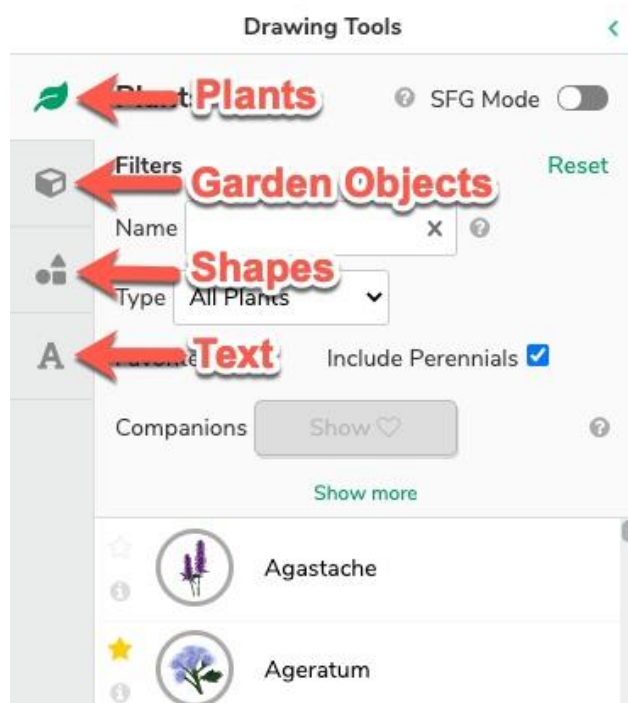 Drawing Tools
Plants
SFG Mode
Filters
Reset
Garden Objects
Name
Shapes
Type All Plants
A
Text
Include Perennials
Companions
Show
Show more
Agastache
Ageratum